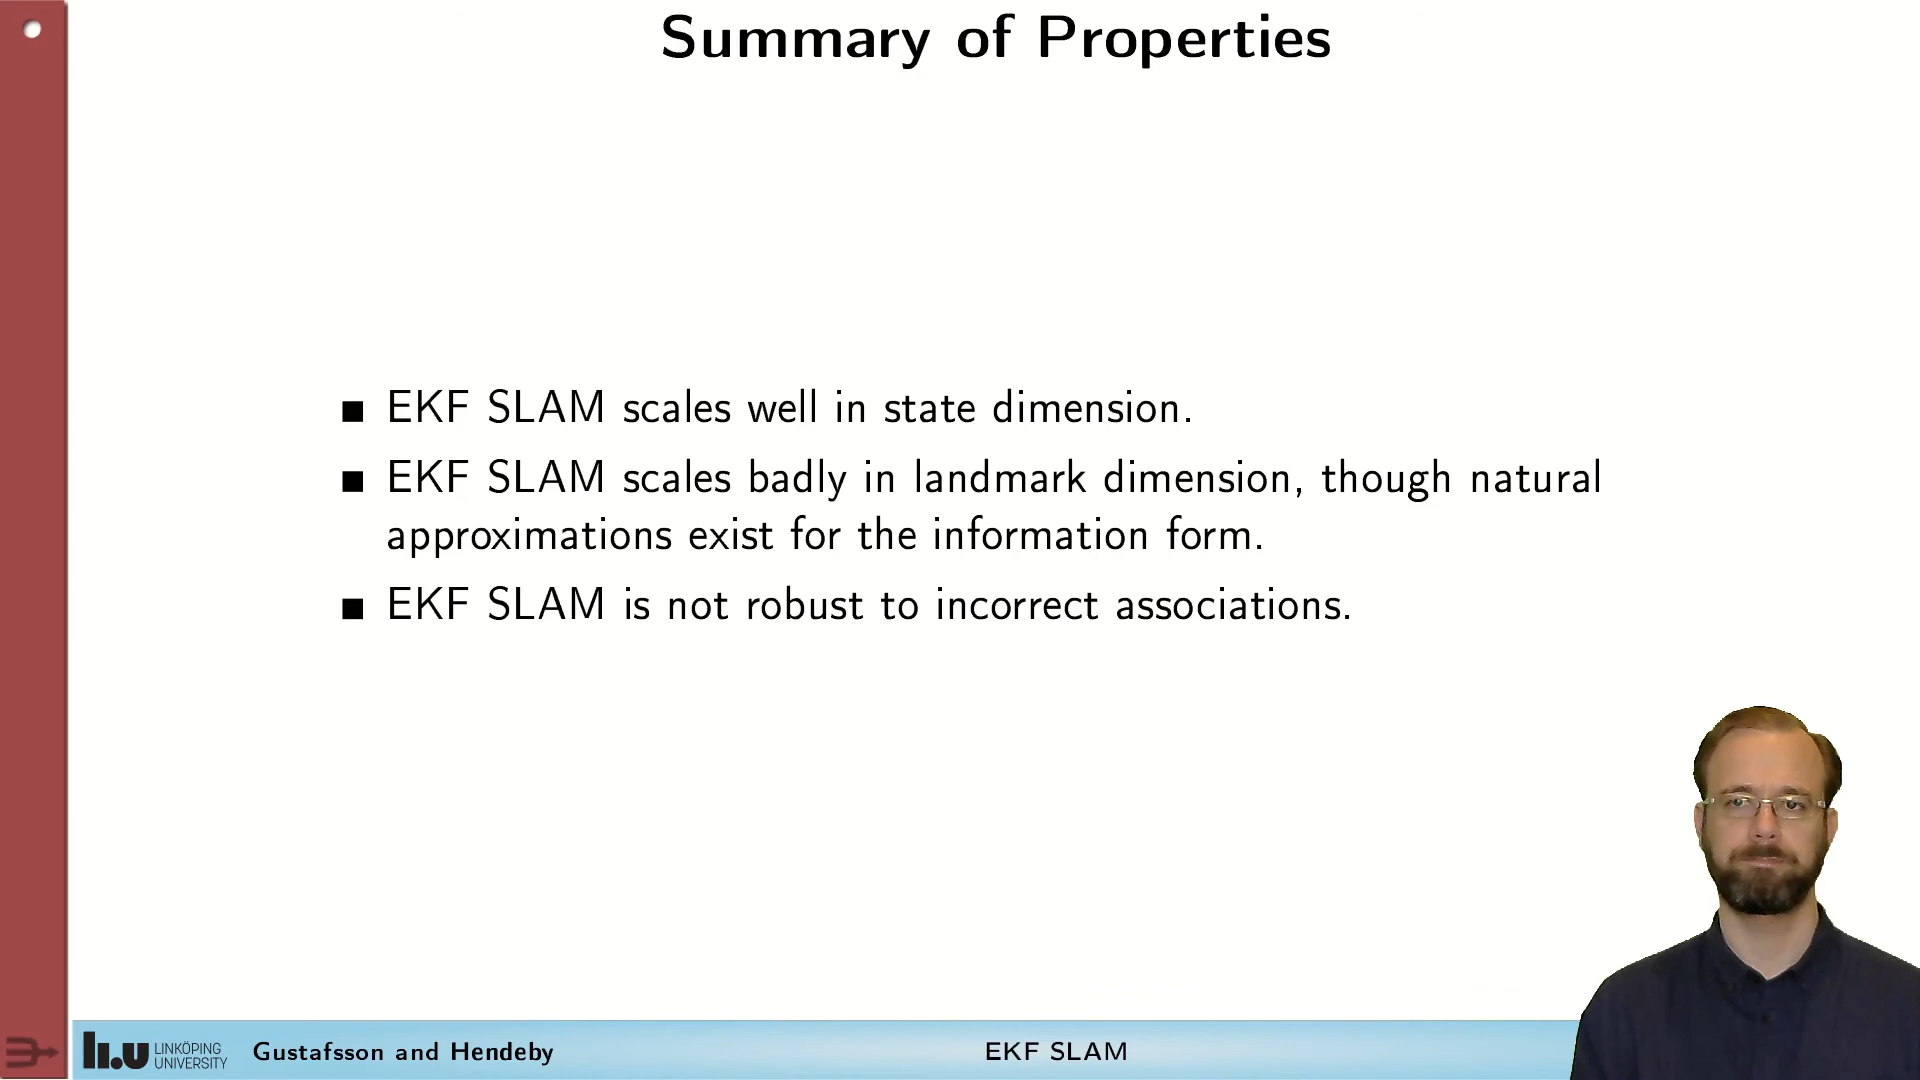 Summary of Properties
■ EKF SLAM scales well in state dimension.
■ EKF SLAM scales badly in landmark dimension, though natural
approximations exist for the information form.
■ EKF SLAM is not robust to incorrect associations.
LI.U LINKÖPING
UNIVERSITY
Gustafsson and Hendeby
EKF SLAM